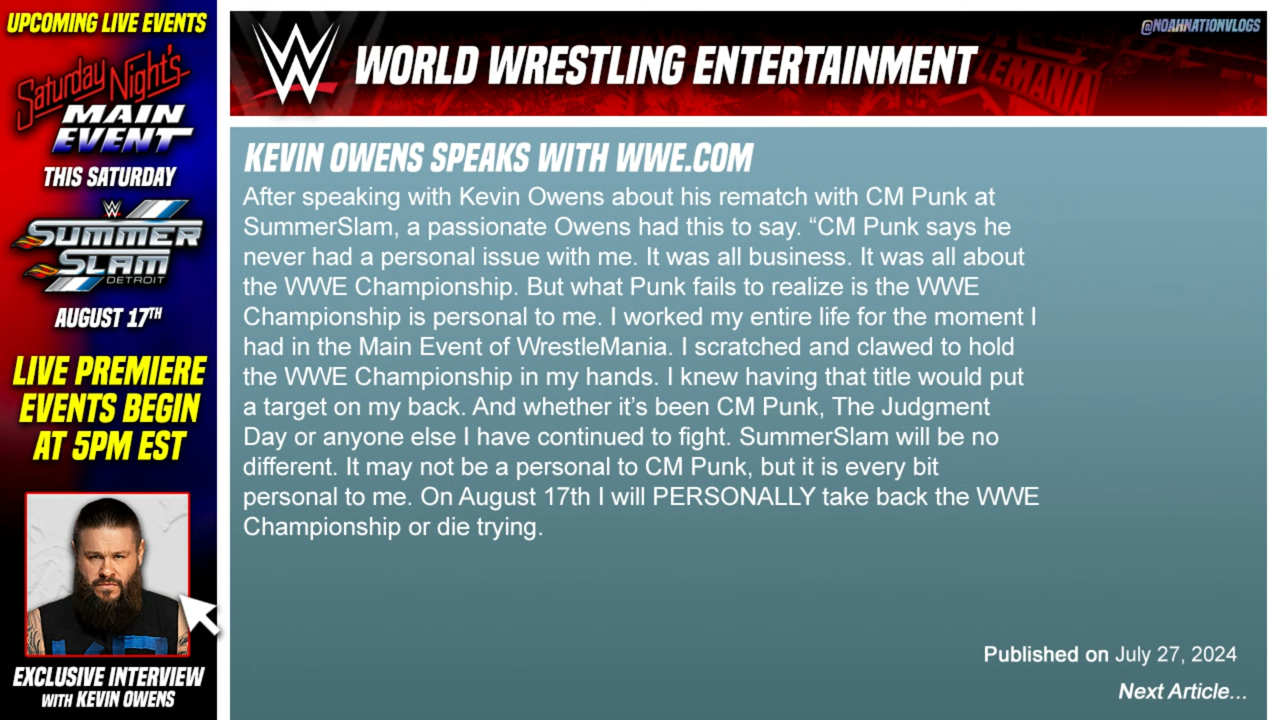 UPCOMING LIVE EVENTS
Saturday Night's
MAIN
EVENT
THIS SATURDAY
SUMMER
SLAM
DETROIT
AUGUST 17TH
LIVE PREMIERE
EVENTS BEGIN
AT 5PM EST
EXCLUSIVE INTERVIEW
WITH KEVIN OWENS
@NOAHNATIONVLOGS
WORLD WRESTLING ENTERTAINMENT
LEMANIA
KEVIN OWENS SPEAKS WITH WWE.COM
After speaking with Kevin Owens about his rematch with CM Punk at
SummerSlam, a passionate Owens had this to say. “CM Punk says he
never had a personal issue with me. It was all business. It was all about
the WWE Championship. But what Punk fails to realize is the WWE
Championship is personal to me. I worked my entire life for the moment I
had in the Main Event of WrestleMania. I scratched and clawed to hold
the WWE Championship in my hands. I knew having that title would put
a target on my back. And whether it’s been CM Punk, The Judgment
Day or anyone else I have continued to fight. SummerSlam will be no
different. It may not be a personal to CM Punk, but it is every bit
personal to me. On August 17th I will PERSONALLY take back the WWE
Championship or die trying.
Published on July 27, 2024
Next Article...